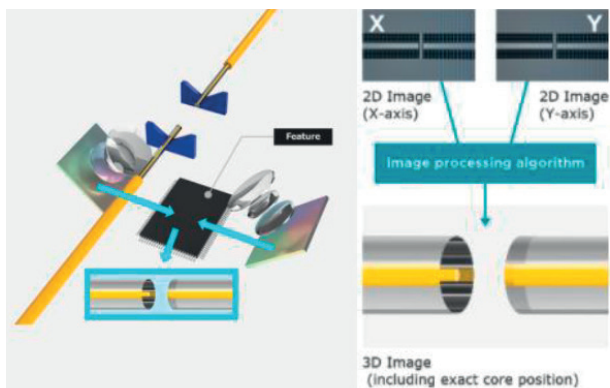 Feature
X
Y
2D Image
(X-axis)
2D Image
(Y-axis)
Image processing algorithm
3D Image
(including exact core position)